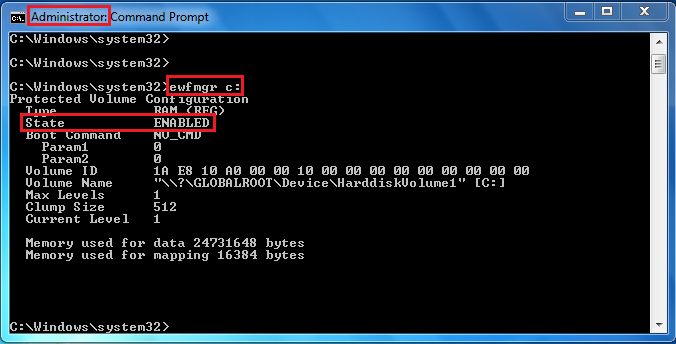 Administrator: Command Prompt
C:\Windows\system32>
C:\Windows\system32>
C:\Windows\system32>ewfmgr c:
Protected Volume Configuration
Type RAM (REG)
State ENABLED
Boot Command NO_CMD
Param1 0
Param2 0
Volume ID 1A E8 10 A0 00 00 10 00 00 00 00 00 00 00 00 00
Volume Name "\\?\GLOBALROOT\Device\HarddiskVolume1" [C:]
Max Levels 1
Clump Size 512
Current Level 1
Memory used for data 24731648 bytes
Memory used for mapping 16384 bytes
C:\Windows\system32>